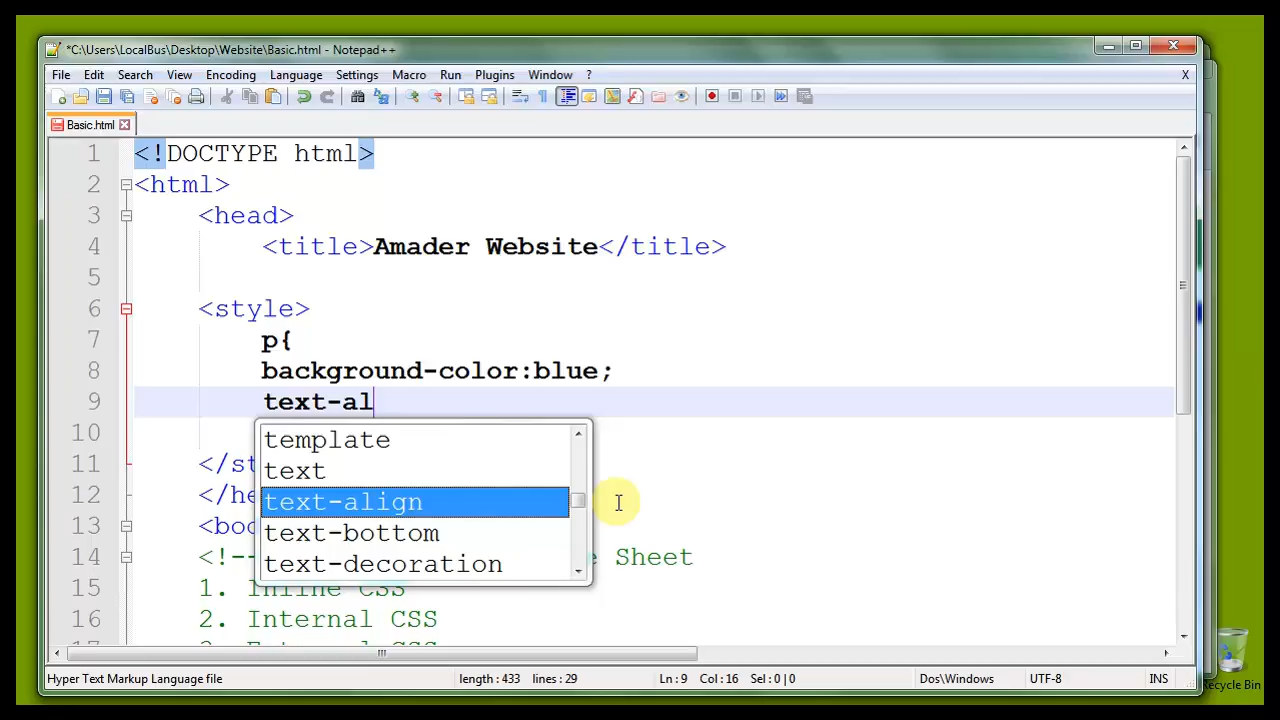 *C:\Users\LocalBus\Desktop\Website\Basic.html - Notepad++
File Edit Search View Encoding Language Settings Macro Run Plugins Window ? X
Basic.html
1 <!DOCTYPE html>
2 <html>
3 <head>
4 <title>Amader Website</title>
5
6 <style>
7 p{
8 background-color:blue;
9 text-al
10
template
text
text-align
text-bottom
text-decoration
11 </st
12 </he
13 <bo
14 <!-- Sheet
15 1. Inline CSS
16 2. Internal CSS
17
Hyper Text Markup Language file length : 433 lines : 29 Ln : 9 Col : 16 Sel : 0 | 0 Dos\Windows UTF-8 INS
Recycle Bin